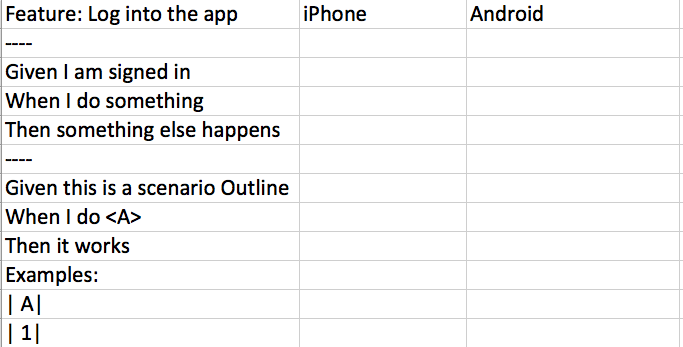 Feature: Log into the app iPhone Android
----
Given I am signed in
When I do something
Then something else happens
----
Given this is a scenario Outline
When I do <A>
Then it works
Examples:
| A|
| 1|